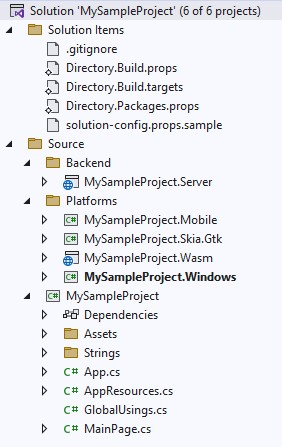 Solution 'MySampleProject' (6 of 6 projects)
Solution Items
.gitignore
Directory.Build.props
Directory.Build.targets
Directory.Packages.props
solution-config.props.sample
Source
Backend
MySampleProject.Server
Platforms
C# MySampleProject.Mobile
C# MySampleProject.Skia.Gtk
MySampleProject.Wasm
C# MySampleProject.Windows
C# MySampleProject
Dependencies
Assets
Strings
C# App.cs
C# AppResources.cs
C# GlobalUsings.cs
C# MainPage.cs